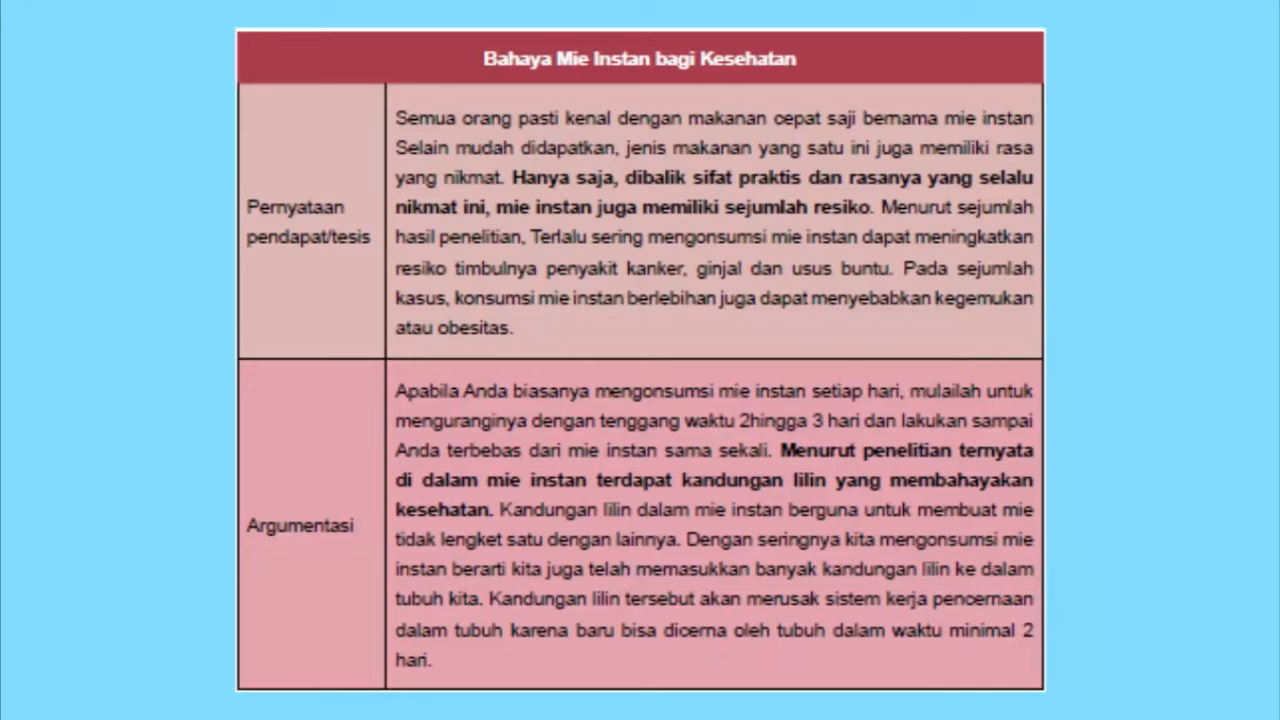 Bahaya Mie Instan bagi Kesehatan
Pernyataan
pendapat/tesis
Semua orang pasti kenal dengan makanan cepat saji bernama mie instan
Selain mudah didapatkan, jenis makanan yang satu ini juga memiliki rasa
yang nikmat. Hanya saja, dibalik sifat praktis dan rasanya yang selalu
nikmat ini, mie instan juga memiliki sejumlah resiko. Menurut sejumlah
hasil penelitian, Terlalu sering mengonsumsi mie instan dapat meningkatkan
resiko timbulnya penyakit kanker, ginjal dan usus buntu. Pada sejumlah
kasus, konsumsi mie instan berlebihan juga dapat menyebabkan kegemukan
atau obesitas.
Argumentasi
Apabila Anda biasanya mengonsumsi mie instan setiap hari, mulailah untuk
menguranginya dengan tenggang waktu 2hingga 3 hari dan lakukan sampai
Anda terbebas dari mie instan sama sekali. Menurut penelitian ternyata
di dalam mie instan terdapat kandungan lilin yang membahayakan
kesehatan. Kandungan lilin dalam mie instan berguna untuk membuat mie
tidak lengket satu dengan lainnya. Dengan seringnya kita mengonsumsi mie
instan berarti kita juga telah memasukkan banyak kandungan lilin ke dalam
tubuh kita. Kandungan lilin tersebut akan merusak sistem kerja pencernaan
dalam tubuh karena baru bisa dicerna oleh tubuh dalam waktu minimal 2
hari.